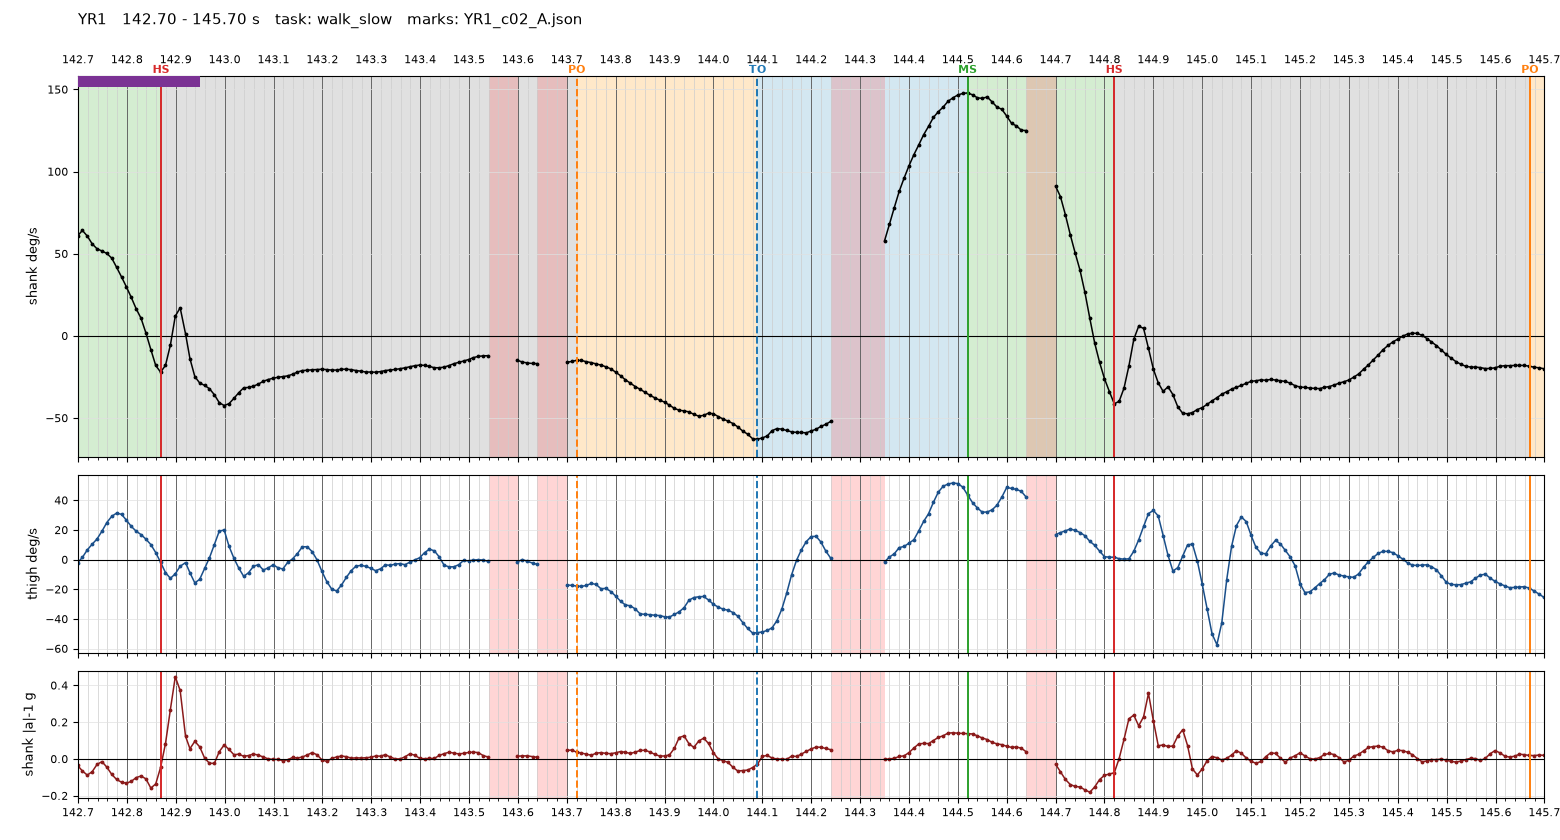 YR1   142.70 - 145.70 s   task: walk_slow   marks: YR1_c02_A.json
142.7 142.8 142.9 143.0 143.1 143.2 143.3 143.4 143.5 143.6 143.7 143.8 143.9 144.0 144.1 144.2 144.3 144.4 144.5 144.6 144.7 144.8 144.9 145.0 145.1 145.2 145.3 145.4 145.5 145.6 145.7
HS PO TO MS HS PO
150
100
50
0
−50
shank deg/s
40
20
0
−20
−40
−60
thigh deg/s
0.4
0.2
0.0
−0.2
shank |a|-1 g
142.7 142.8 142.9 143.0 143.1 143.2 143.3 143.4 143.5 143.6 143.7 143.8 143.9 144.0 144.1 144.2 144.3 144.4 144.5 144.6 144.7 144.8 144.9 145.0 145.1 145.2 145.3 145.4 145.5 145.6 145.7